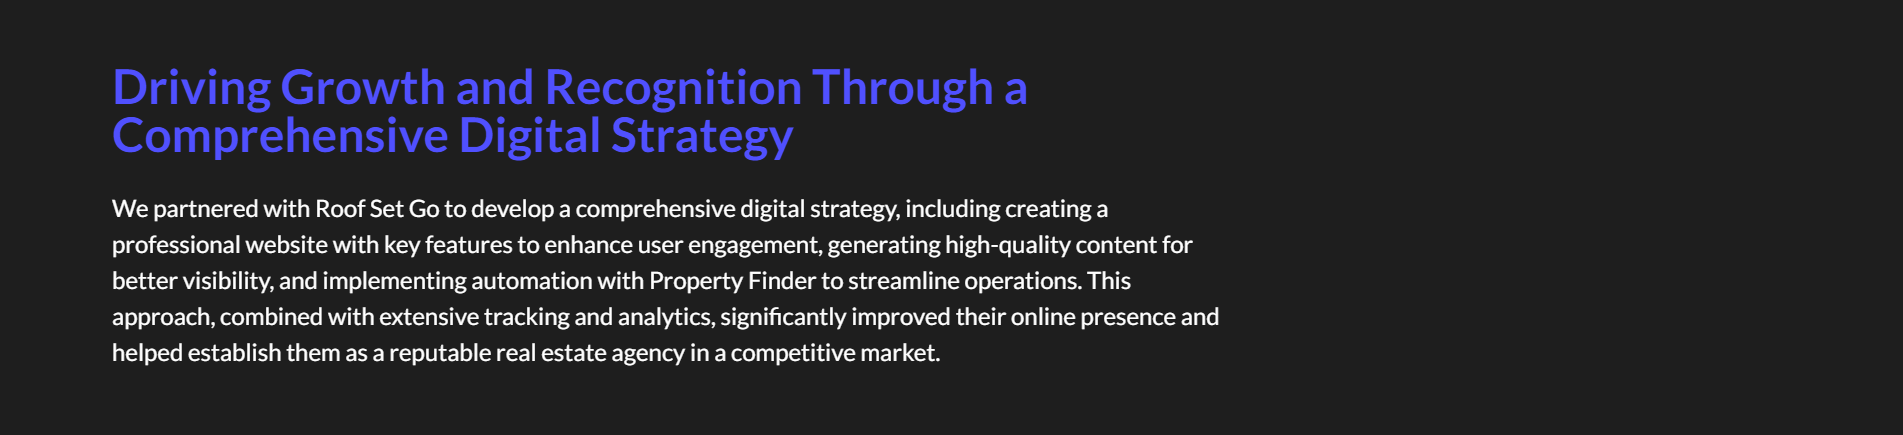 Driving Growth and Recognition Through a
Comprehensive Digital Strategy
We partnered with Roof Set Go to develop a comprehensive digital strategy, including creating a
professional website with key features to enhance user engagement, generating high-quality content for
better visibility, and implementing automation with Property Finder to streamline operations. This
approach, combined with extensive tracking and analytics, significantly improved their online presence and
helped establish them as a reputable real estate agency in a competitive market.